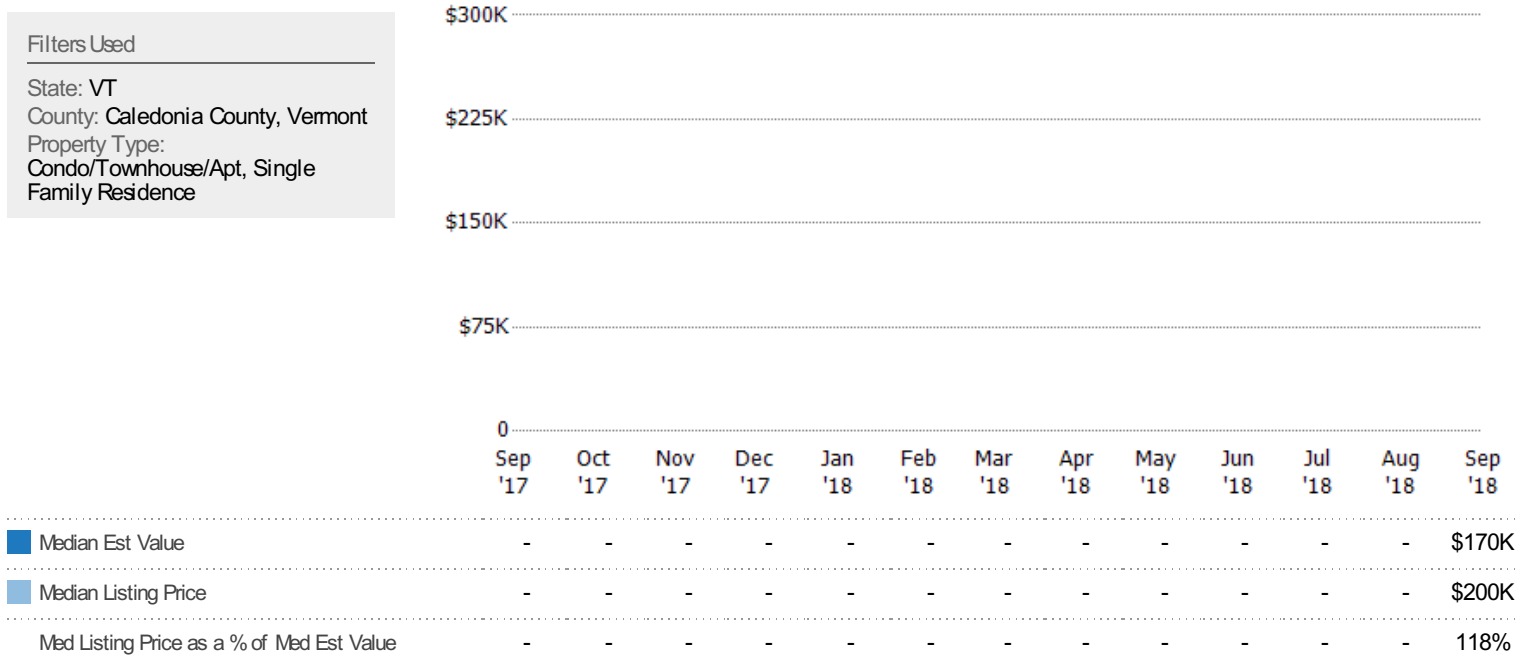 Filters Used
State: VT
County: Caledonia County, Vermont
Property Type:
Condo/Townhouse/Apt, Single
Family Residence
$300K
$225K
$150K
$75K
0
Sep Oct Nov Dec Jan Feb Mar Apr May Jun Jul Aug Sep
'17 '17 '17 '17 '18 '18 '18 '18 '18 '18 '18 '18 '18
Median Est Value - - - - - - - - - - - - $170K
Median Listing Price - - - - - - - - - - - - $200K
Med Listing Price as a % of Med Est Value - - - - - - - - - - - - 118%